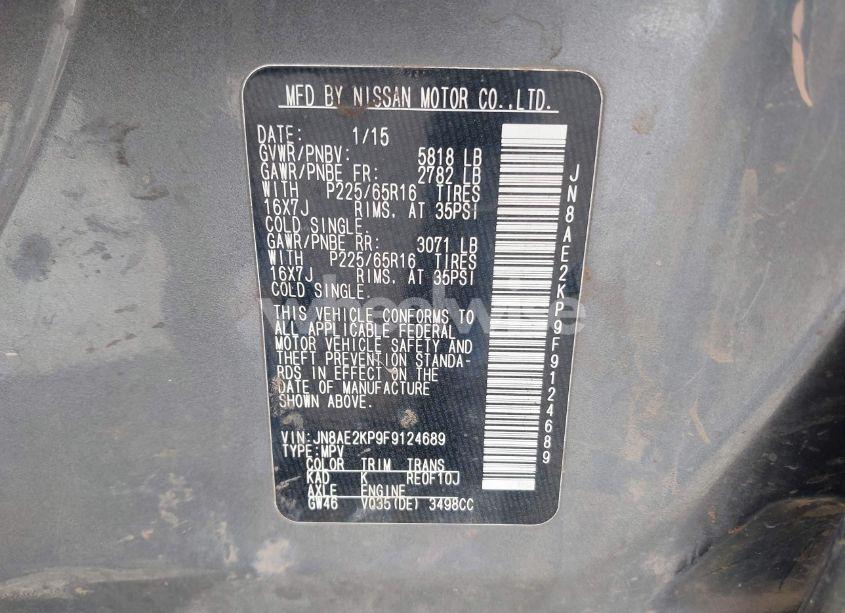 MFD BY NISSAN MOTOR CO.,LTD.
DATE: 1/15
GVWR/PNBV: 5818 LB
GAWR/PNBE FR: 2782 LB
WITH P225/65R16 TIRES
16X7J RIMS. AT 35PSI
COLD SINGLE.
GAWR/PNBE RR: 3071 LB
WITH P225/65R16 TIRES
16X7J RIMS. AT 35PSI
COLD SINGLE.
THIS VEHICLE CONFORMS TO
ALL APPLICABLE FEDERAL
MOTOR VEHICLE SAFETY AND
THEFT PREVENTION STANDA-
RDS IN EFFECT ON THE
DATE OF MANUFACTURE
SHOWN ABOVE.
VIN:JN8AE2KP9F9124689
TYPE:MPV
COLOR TRIM TRANS
KAD K RE0F10J
AXLE ENGINE
GW46 VQ35(DE) 3498CC
JN8AE2KP9F9124689
wheelwise